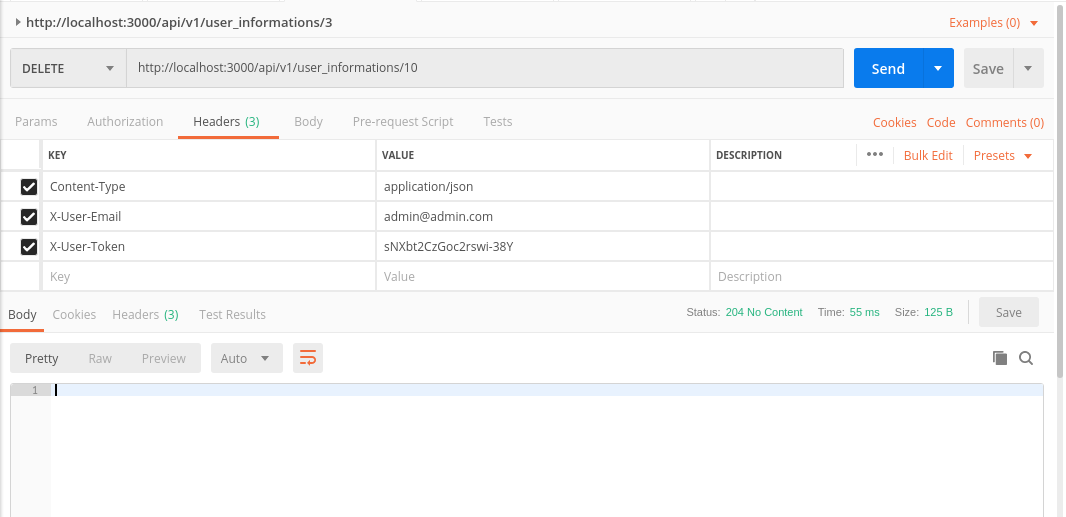 http://localhost:3000/api/v1/user_informations/3 Examples (0)
DELETE http://localhost:3000/api/v1/user_informations/10 Send Save
Params Authorization Headers (3) Body Pre-request Script Tests Cookies Code Comments (0)
KEY VALUE DESCRIPTION ••• Bulk Edit Presets
Content-Type application/json
X-User-Email admin@admin.com
X-User-Token sNXbt2CzGoc2rswi-38Y
Key Value Description
Body Cookies Headers (3) Test Results Status: 204 No Content Time: 55 ms Size: 125 B Save
Pretty Raw Preview Auto
1